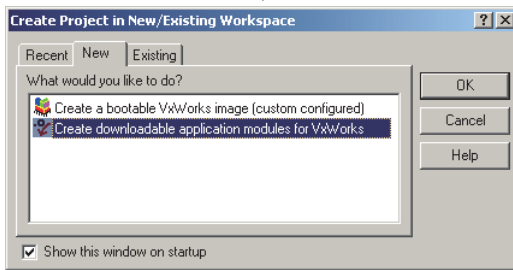 Create Project in New/Existing Workspace
Recent New Existing
What would you like to do?
Create a bootable VxWorks image (custom configured)
Create downloadable application modules for VxWorks
OK
Cancel
Help
Show this window on startup